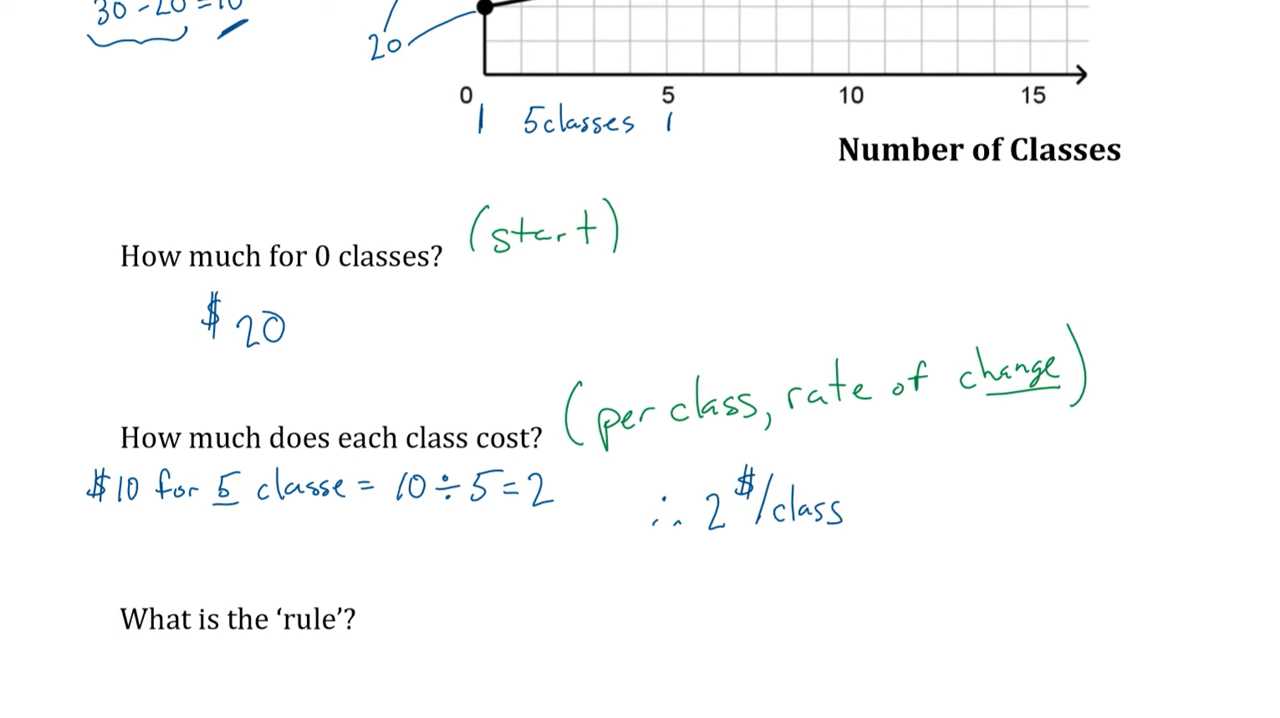 30 - 20 = 10
20
0 5 10 15
5 classes
Number of Classes
(start)
How much for 0 classes?
$ 20
(per class, rate of change)
How much does each class cost?
$10 for 5 classe = 10 ÷ 5 = 2
∴ 2 $/class
What is the ‘rule’?